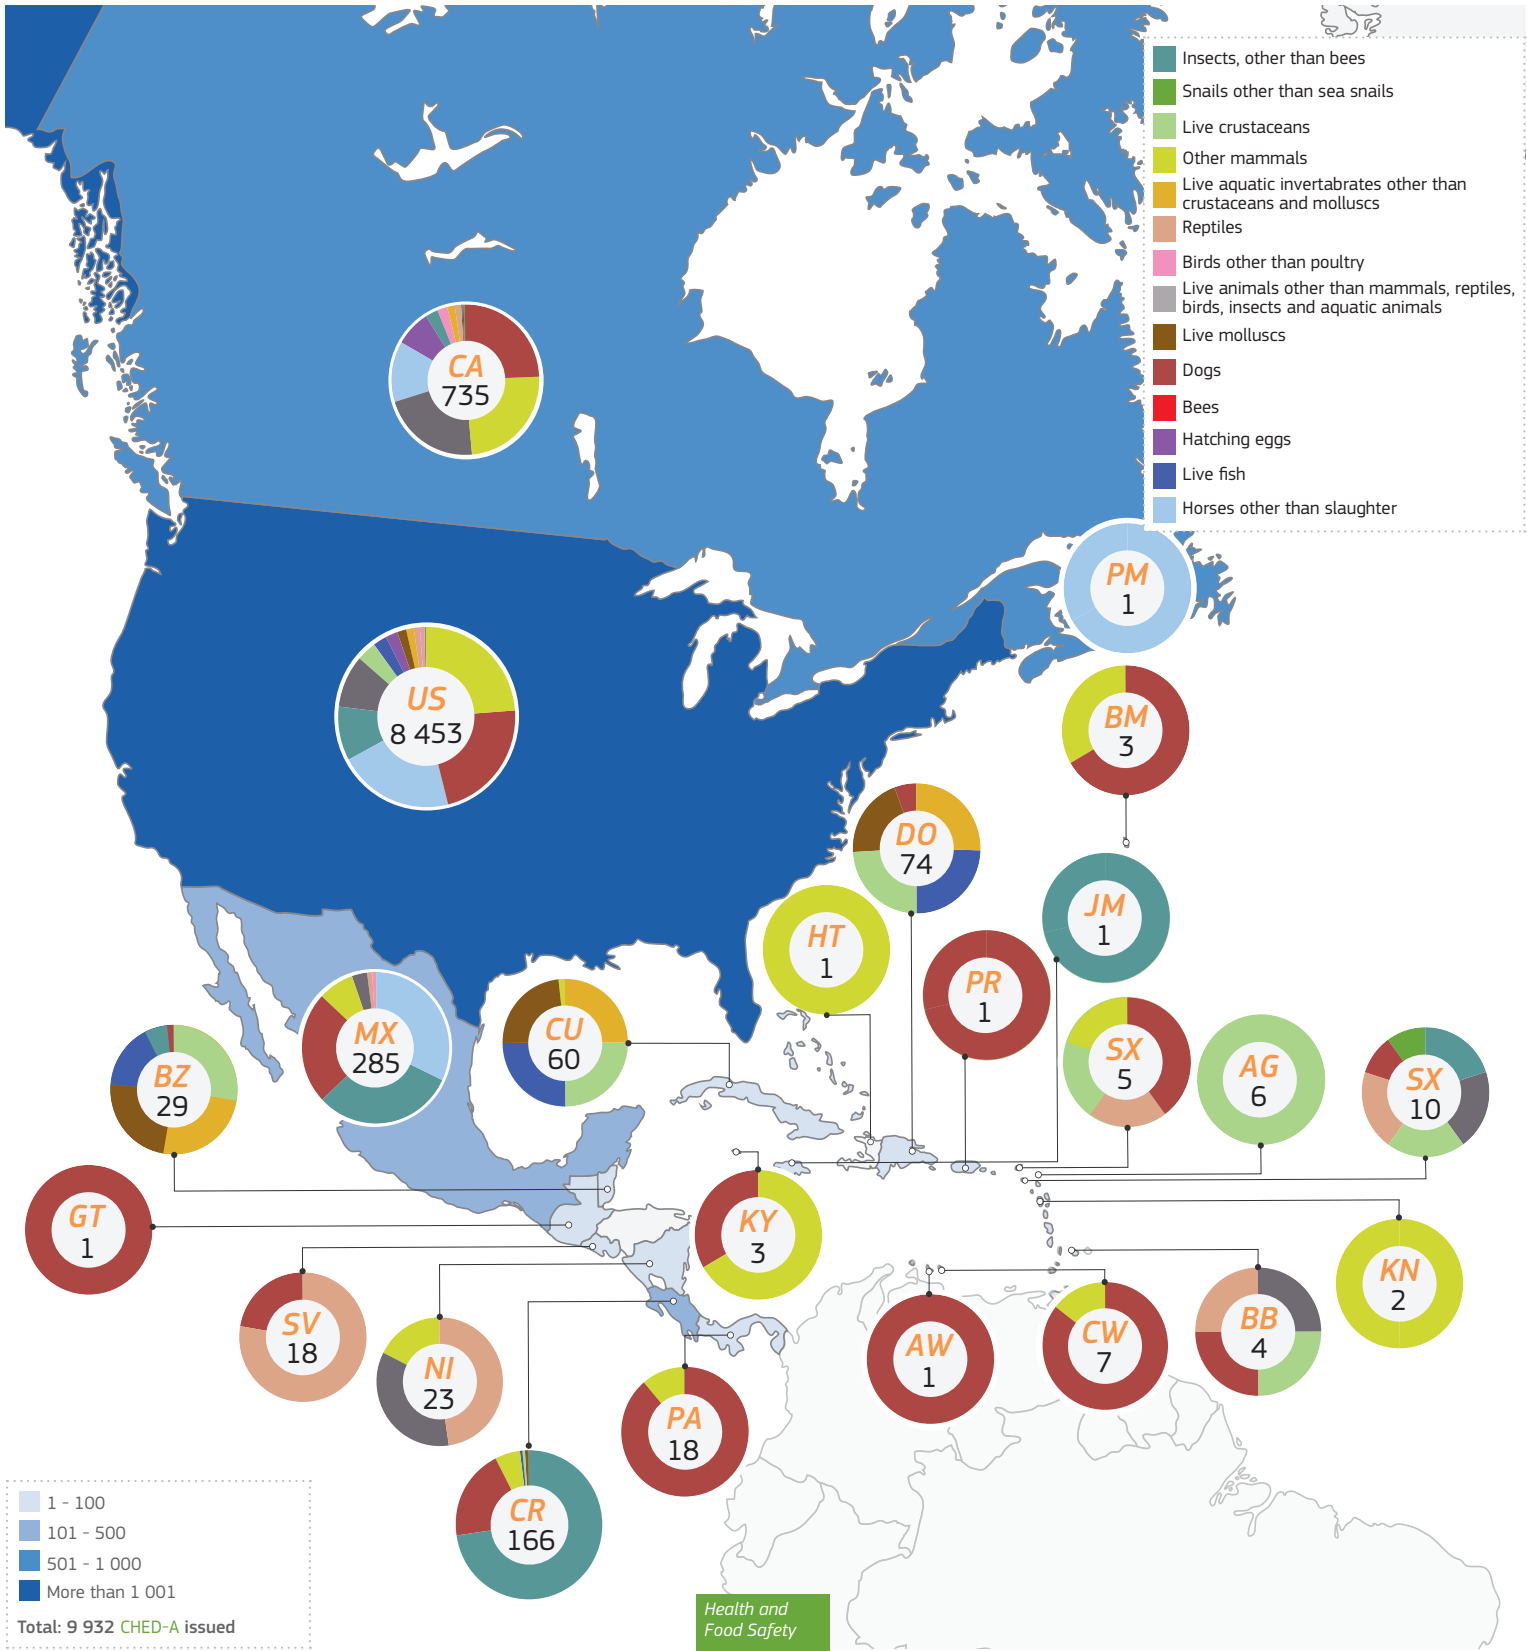 Insects, other than bees
Snails other than sea snails
Live crustaceans
Other mammals
Live aquatic invertabrates other than
crustaceans and molluscs
Reptiles
Birds other than poultry
Live animals other than mammals, reptiles,
birds, insects and aquatic animals
Live molluscs
Dogs
Bees
Hatching eggs
Live fish
Horses other than slaughter
CA
735
PM
1
US
8 453
BM
3
DO
74
JM
1
HT
1
PR
1
MX
285
CU
60
SX
5
AG
6
SX
10
BZ
29
GT
1
KY
3
KN
2
SV
18
NI
23
AW
1
CW
7
BB
4
PA
18
CR
166
1 - 100
101 - 500
501 - 1 000
More than 1 001
Total: 9 932 CHED-A issued
Health and
Food Safety